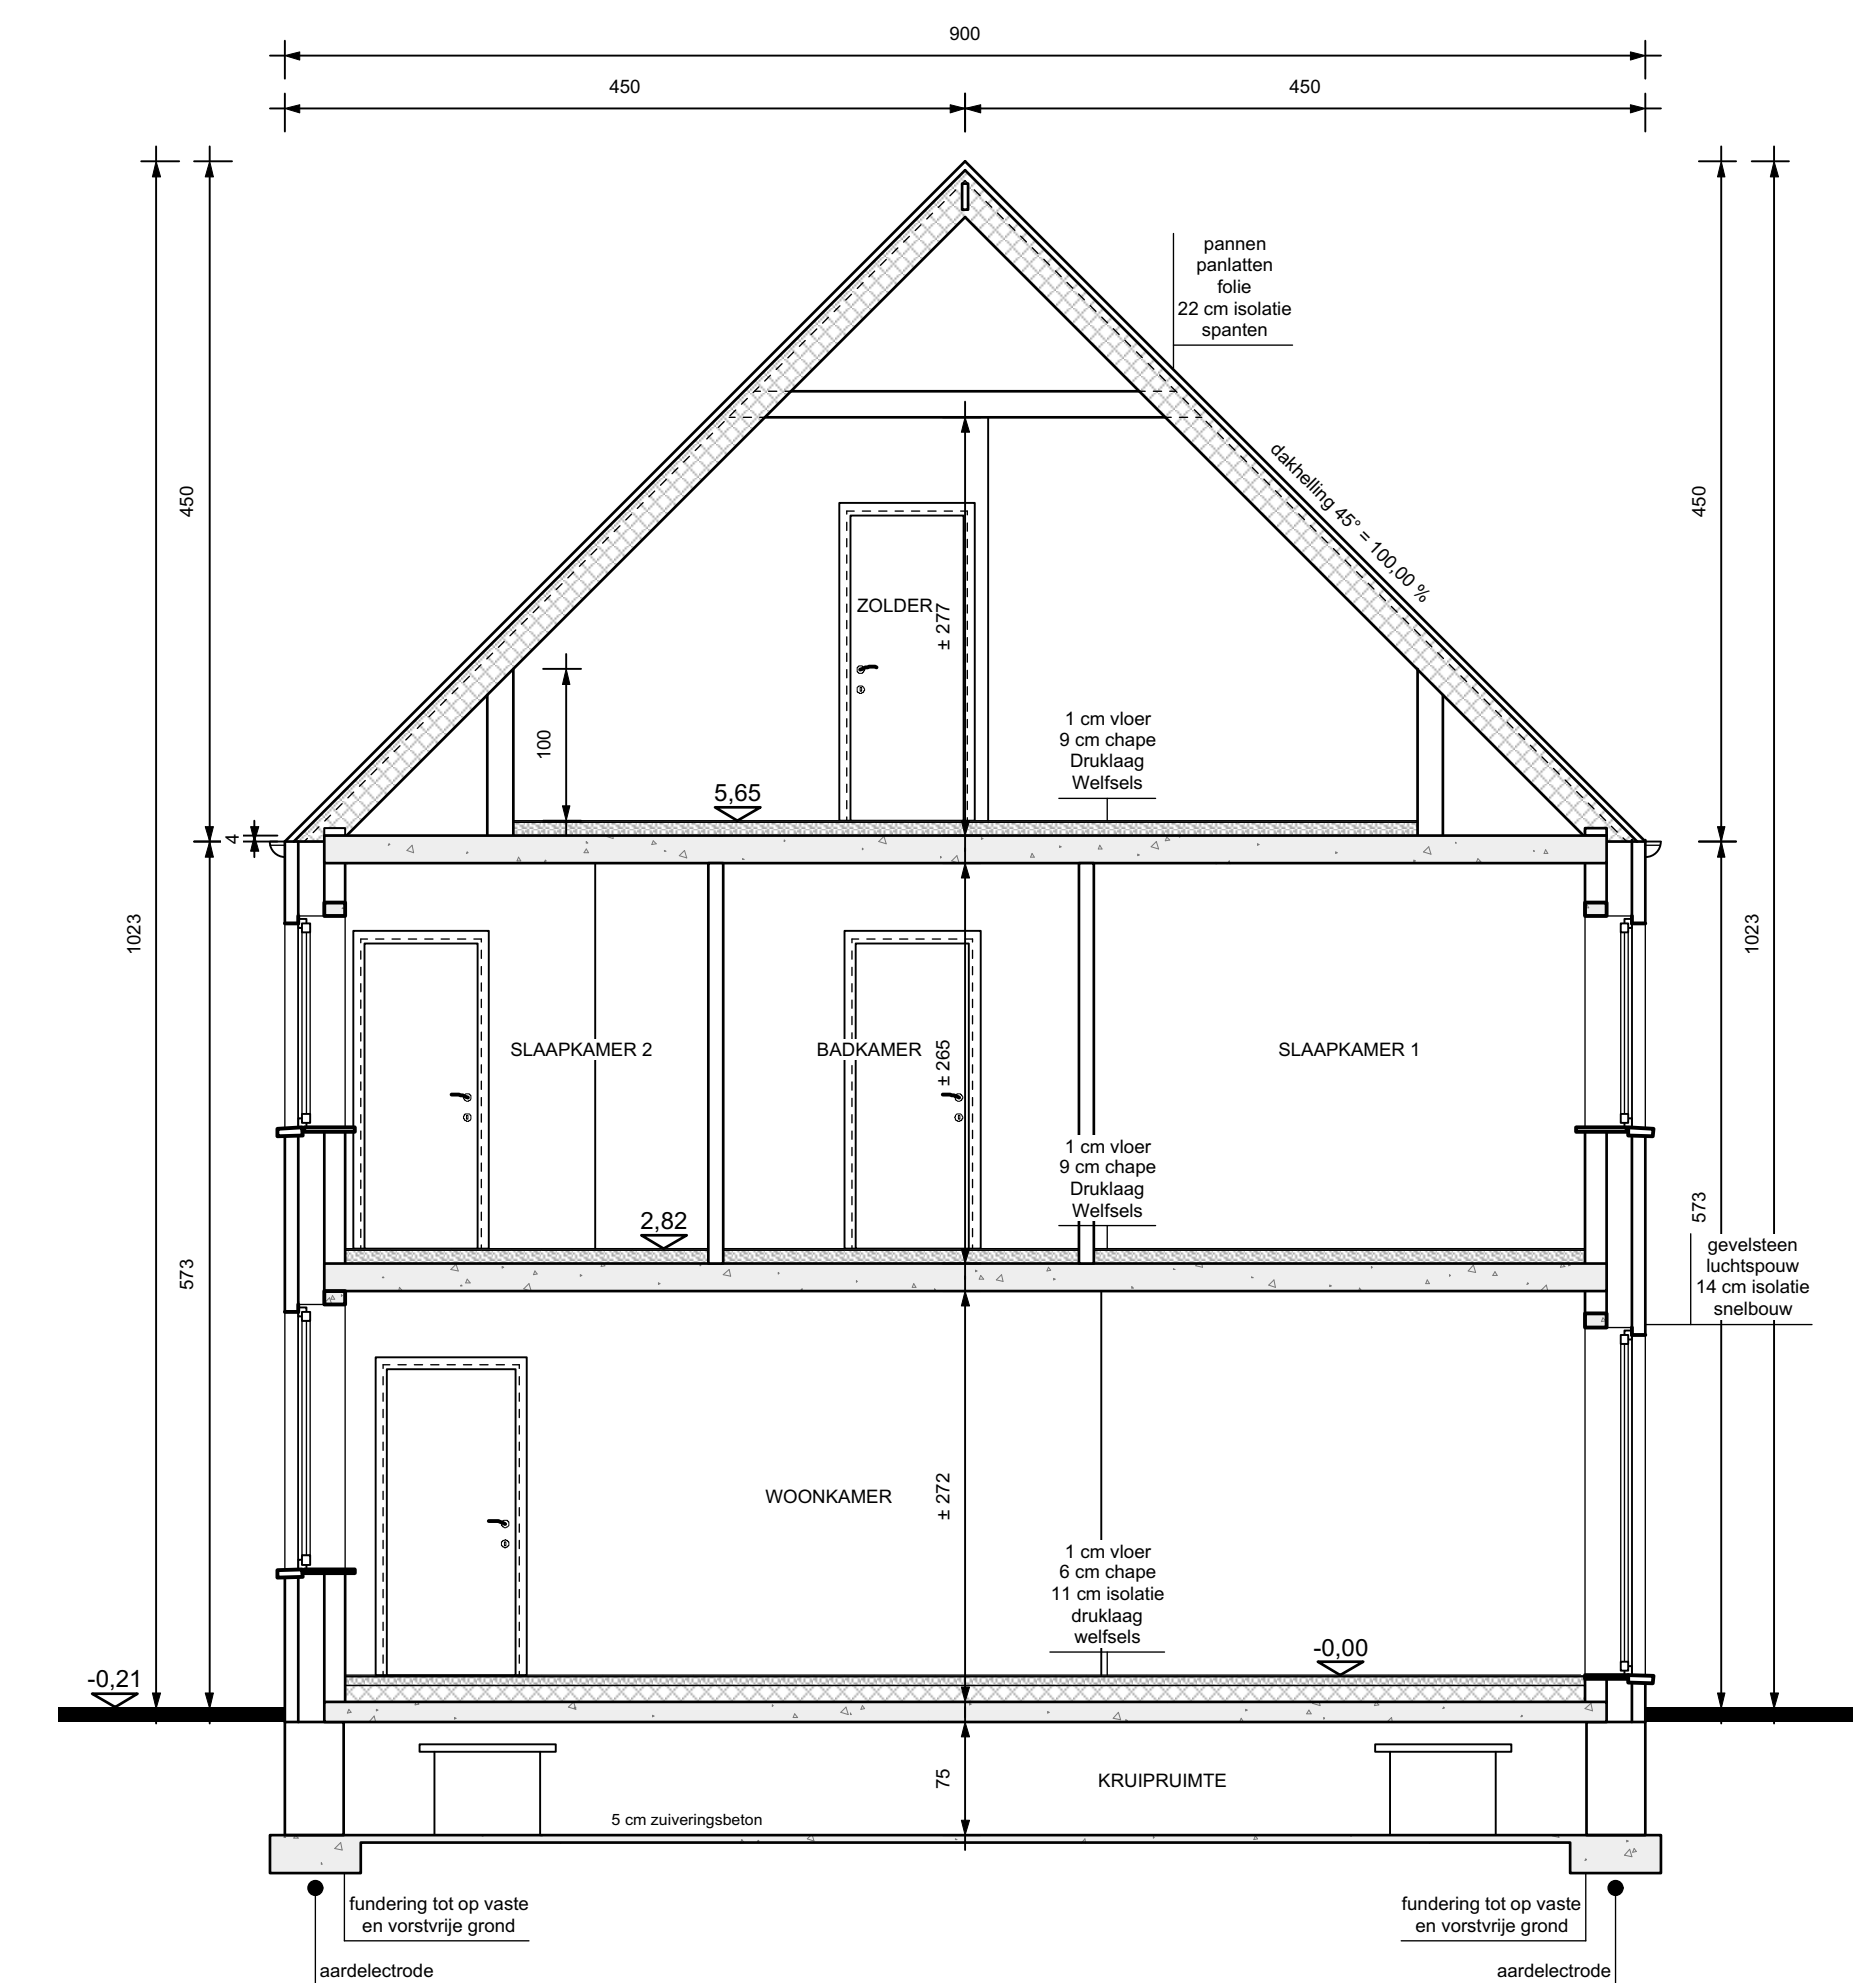 900
450
450
pannen
panlatten
folie
22 cm isolatie
spanten
dakhelling 45° = 100,00 %
450
450
ZOLDER
± 277
100
1 cm vloer
9 cm chape
Druklaag
Welfsels
5,65
4
1023
1023
SLAAPKAMER 2
BADKAMER
± 265
SLAAPKAMER 1
1 cm vloer
9 cm chape
Druklaag
Welfsels
2,82
573
573
gevelsteen
luchtspouw
14 cm isolatie
snelbouw
WOONKAMER
± 272
1 cm vloer
6 cm chape
11 cm isolatie
druklaag
welfsels
-0,00
-0,21
75
KRUIPRUIMTE
5 cm zuiveringsbeton
fundering tot op vaste
en vorstvrije grond
fundering tot op vaste
en vorstvrije grond
aardelectrode
aardelectrode